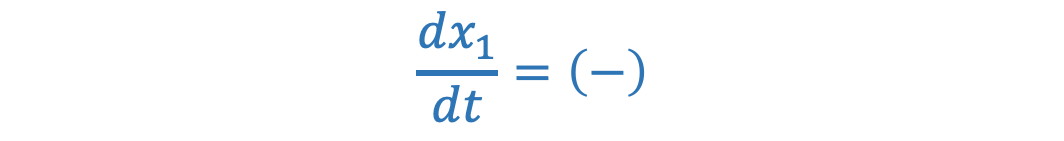 dx₁/dt = (−)